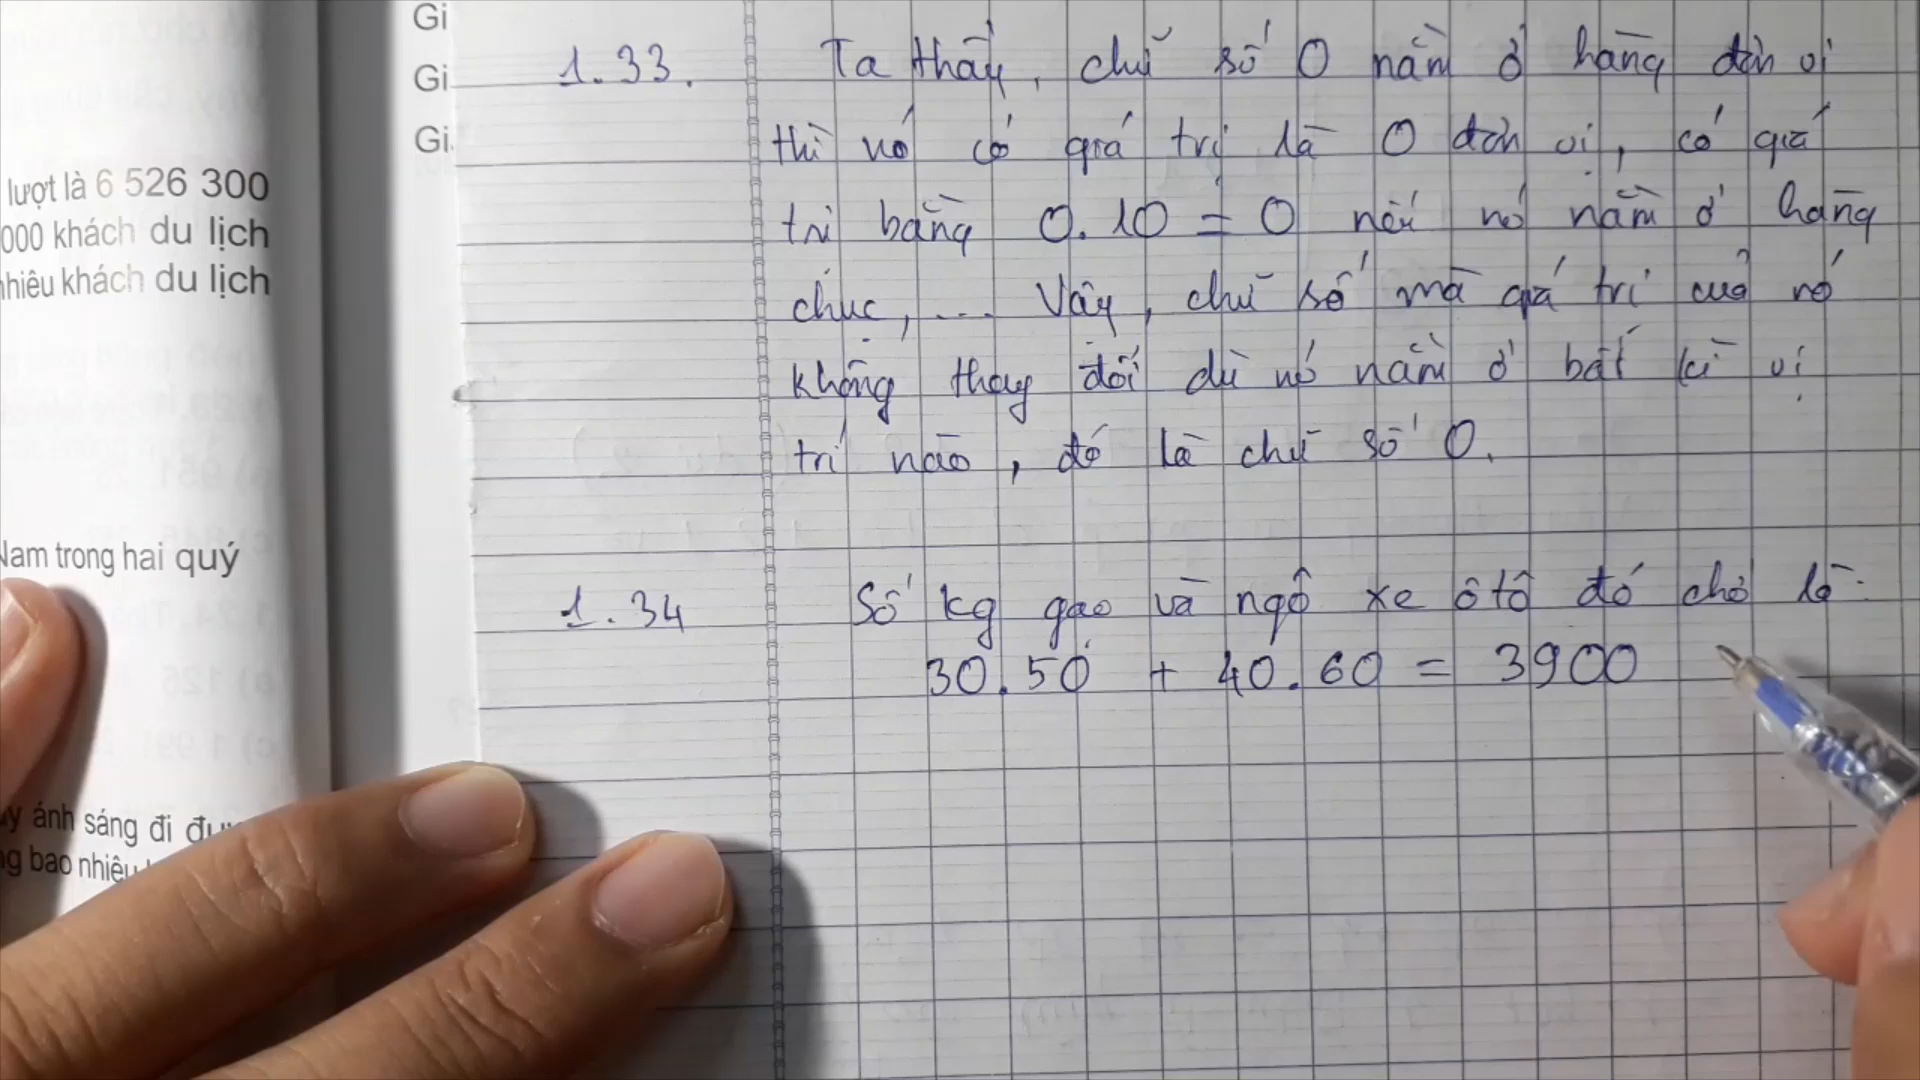 Gi
Gi
Gi.
lượt là 6 526 300
000 khách du lịch
nhiêu khách du lịch
Nam trong hai quý
ánh sáng đi
bao nhiêu
1.33. Ta thấy, chữ số 0 nằm ở hàng đơn vị
thì nó có giá trị là 0 đơn vị, có giá
trị bằng 0.10 = 0 nếu nó nằm ở hàng
chục, ... Vậy, chữ số mà giá trị của nó
không thay đổi dù nó nằm ở bất kì vị
trí nào, đó là chữ số 0.
1.34 Số kg gạo và ngô xe ôtô đó chở là:
30.50 + 40.60 = 3900